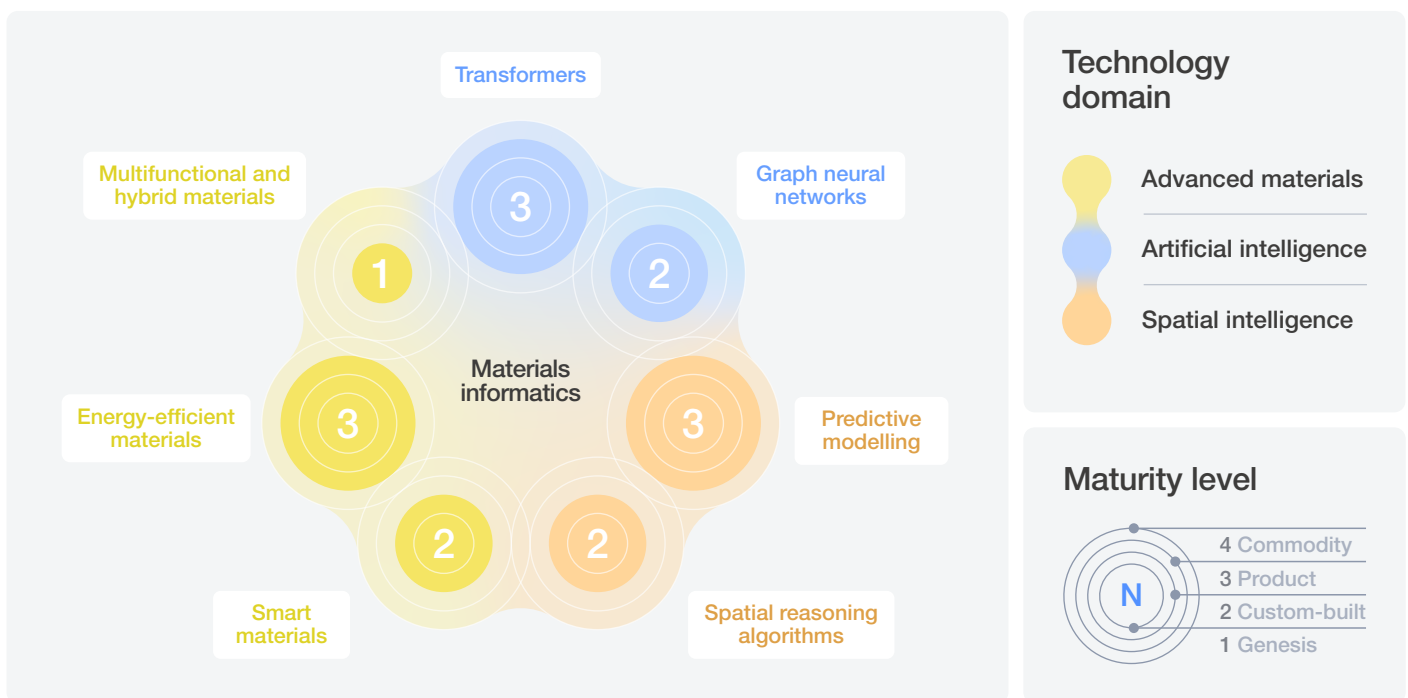 Transformers
Multifunctional and
hybrid materials
Graph neural
networks
3
1
2
Materials
informatics
Energy-efficient
materials
3
3
Predictive
modelling
2
2
Smart
materials
Spatial reasoning
algorithms
Technology
domain
Advanced materials
Artificial intelligence
Spatial intelligence
Maturity level
N
4 Commodity
3 Product
2 Custom-built
1 Genesis